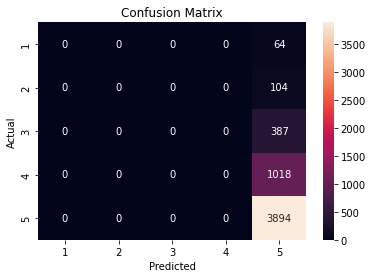 Confusion Matrix
1 0 0 0 0 64
2 0 0 0 0 104
3 0 0 0 0 387
4 0 0 0 0 1018
5 0 0 0 0 3894
1 2 3 4 5
Predicted
Actual
3500
3000
2500
2000
1500
1000
500
0